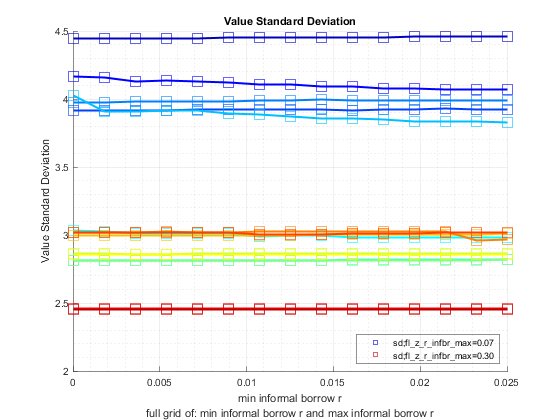 Value Standard Deviation
4.5
4
3.5
3
2.5
2
Value Standard Deviation
sd;fl_z_r_infbr_max=0.07
sd;fl_z_r_infbr_max=0.30
0 0.005 0.01 0.015 0.02 0.025
min informal borrow r
full grid of: min informal borrow r and max informal borrow r